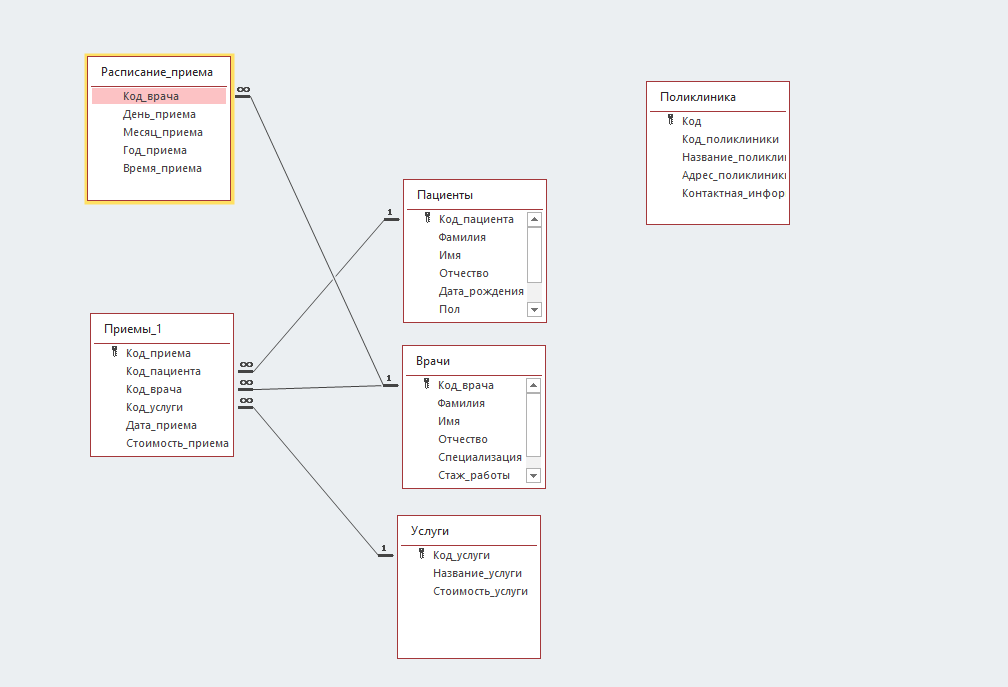 Расписание_приема
Код_врача
День_приема
Месяц_приема
Год_приема
Время_приема
Поликлиника
Код
Код_поликлиники
Название_поликли
Адрес_поликлиник
Контактная_инфор
Пациенты
Код_пациента
Фамилия
Имя
Отчество
Дата_рождения
Пол
Приемы_1
Код_приема
Код_пациента
Код_врача
Код_услуги
Дата_приема
Стоимость_приема
Врачи
Код_врача
Фамилия
Имя
Отчество
Специализация
Стаж_работы
Услуги
Код_услуги
Название_услуги
Стоимость_услуги
∞
1
∞
∞
1
∞
1